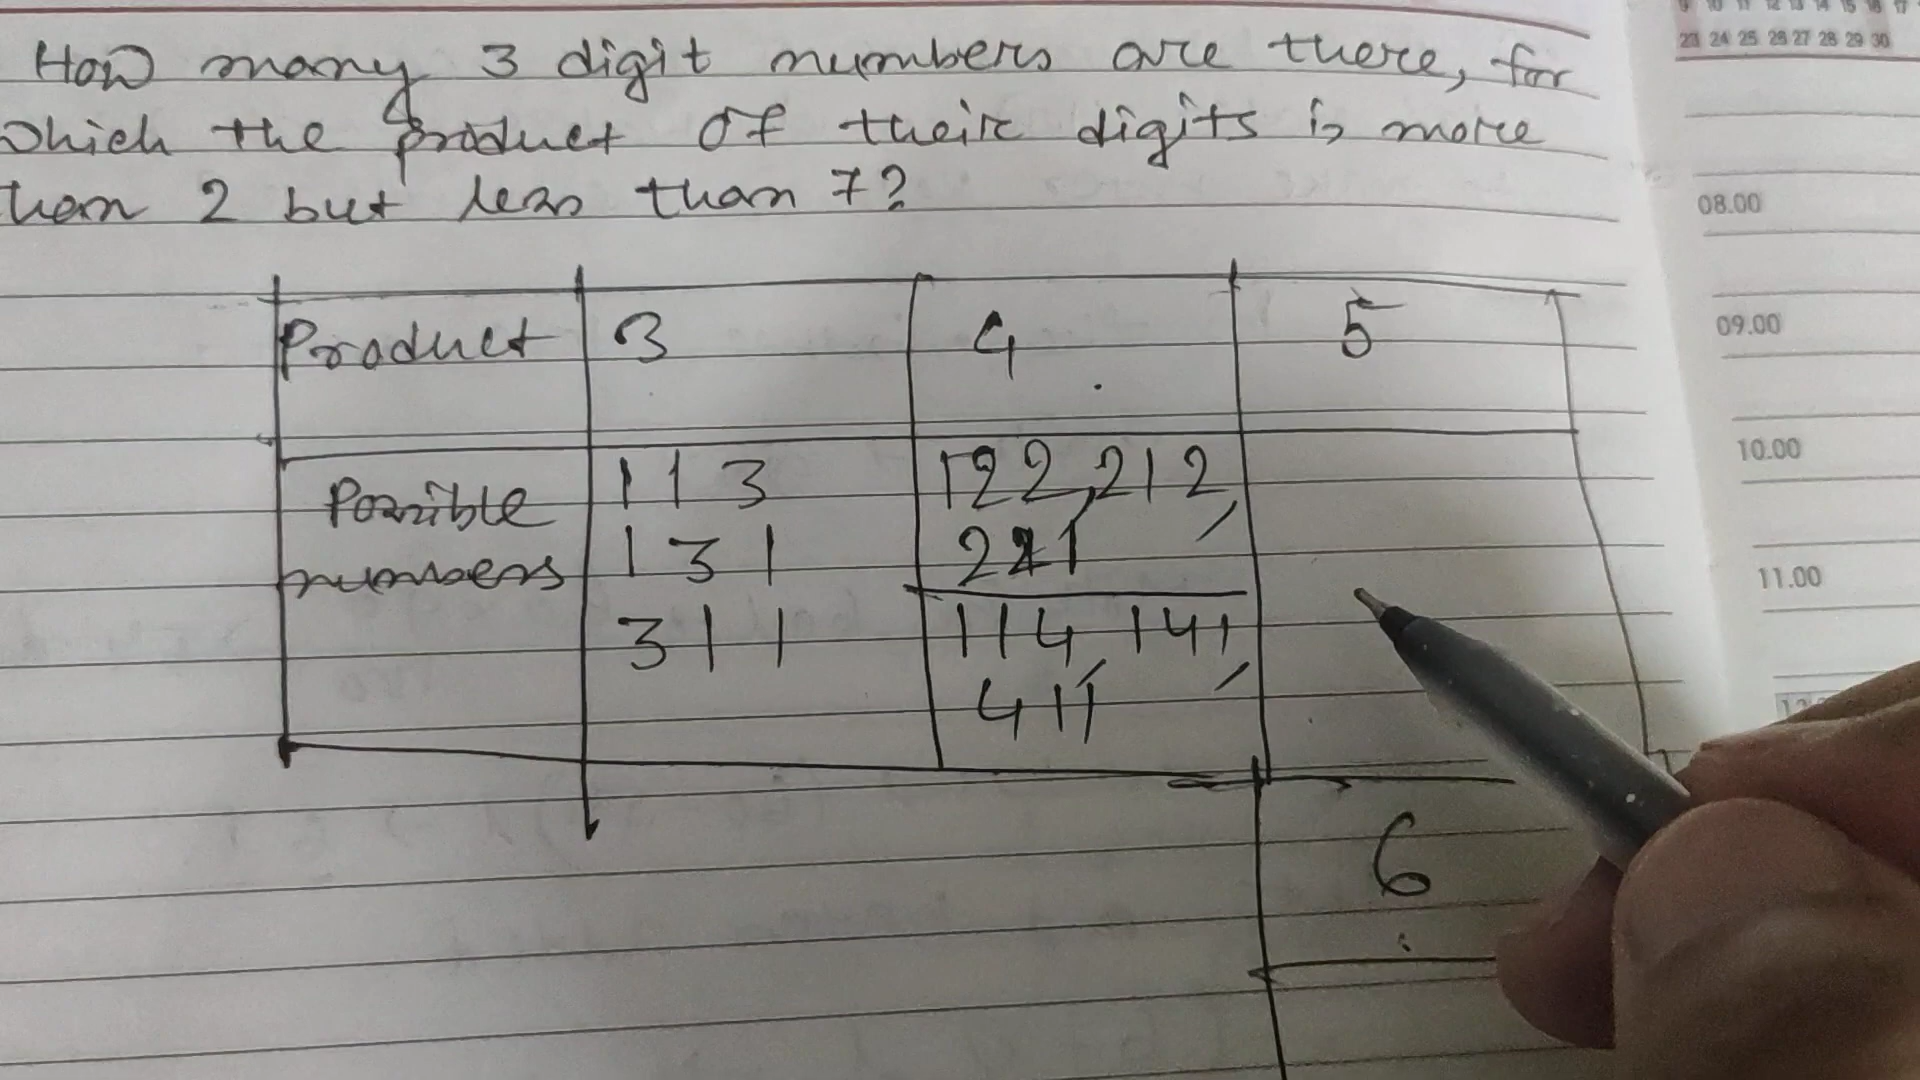 How many 3 digit numbers are there, for
which the product of their digits is more
than 2 but less than 7?
Product 3 4 5
Possible 113 122, 212,
numbers 131 221
311 114, 141,
411
6
23 24 25 26 27 28 29 30
08.00
09.00
10.00
11.00